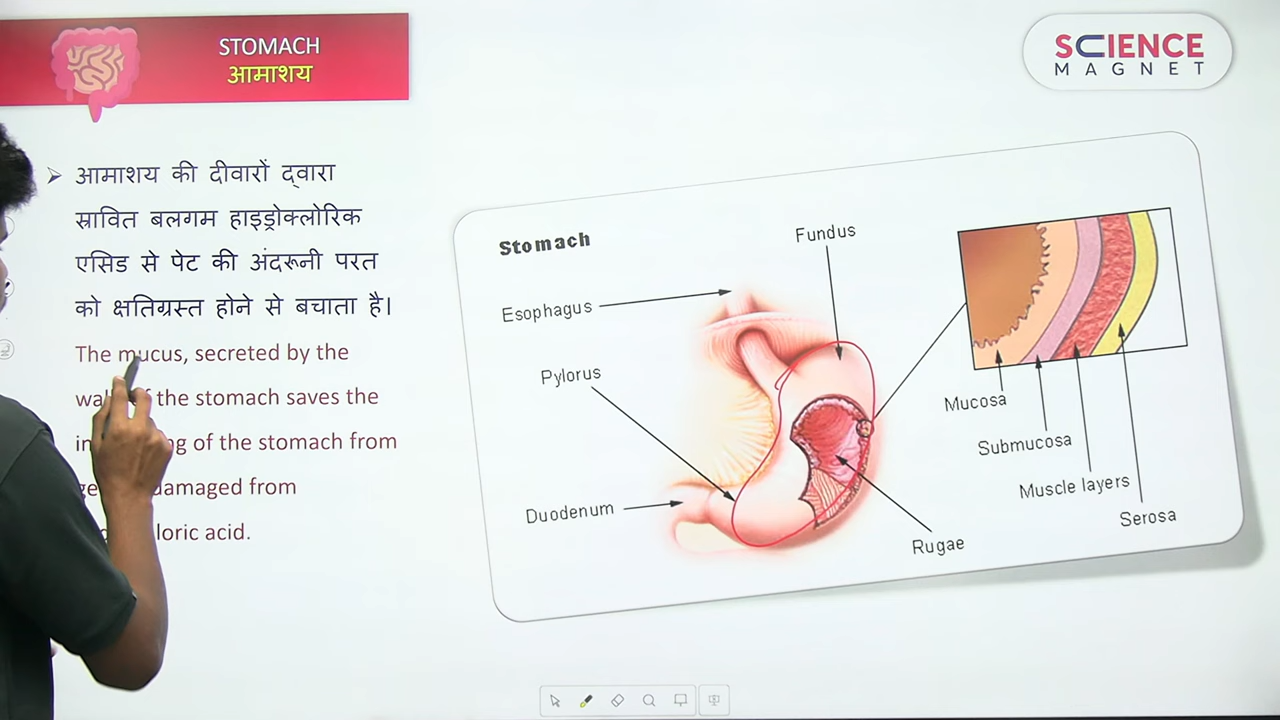 STOMACH
आमाशय
SCIENCE
MAGNET
आमाशय की दीवारों द्वारा
स्रावित बलगम हाइड्रोक्लोरिक
एसिड से पेट की अंदरूनी परत
को क्षतिग्रस्त होने से बचाता है।
The mucus, secreted by the
the stomach saves the
of the stomach from
damaged from
acid.
Stomach
Fundus
Esophagus
Pylorus
Duodenum
Rugae
Mucosa
Submucosa
Muscle layers
Serosa